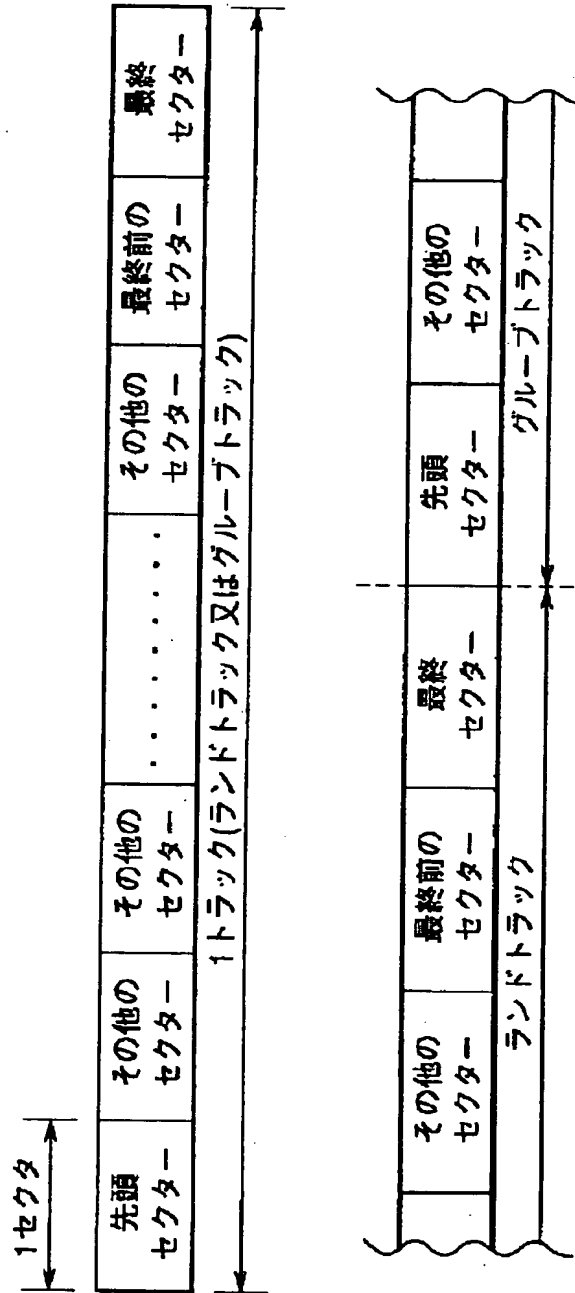 1セクタ
先頭
セクター
その他の
セクター
その他の
セクター
・・・・・・・・・
その他の
セクター
最終前の
セクター
最終
セクター
1トラック(ランドトラック又はグルーブトラック)
その他の
セクター
最終前の
セクター
最終
セクター
先頭
セクター
その他の
セクター
ランドトラック
グルーブトラック